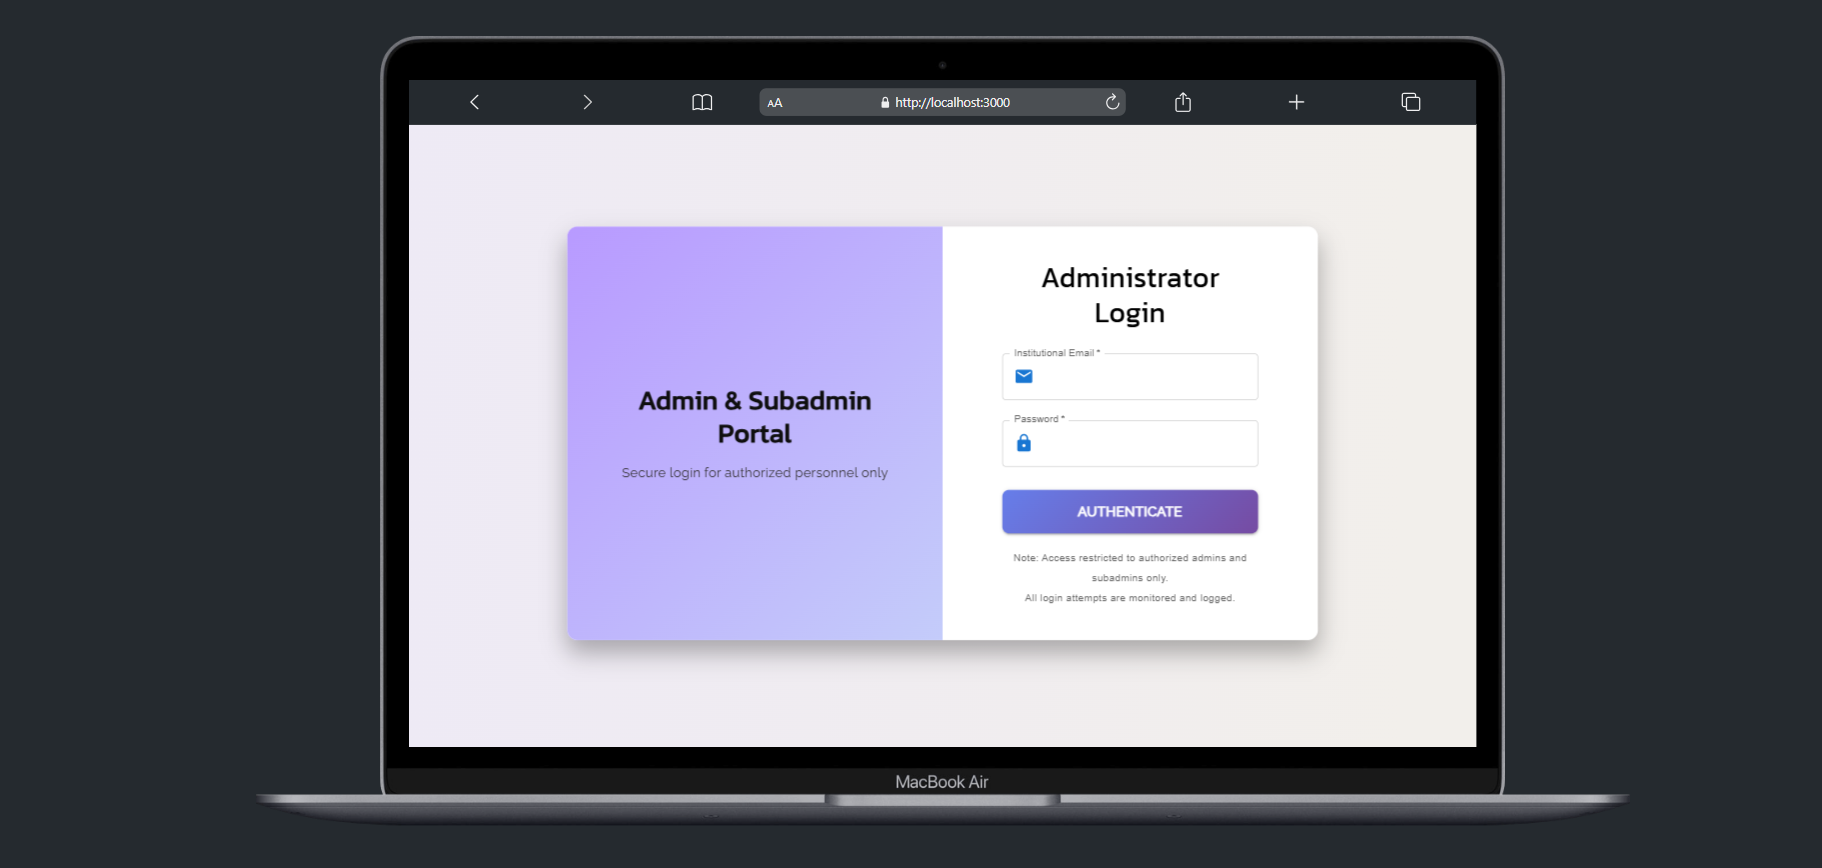 AA
http://localhost:3000
Admin & Subadmin
Portal
Secure login for authorized personnel only
Administrator
Login
Institutional Email *
Password *
AUTHENTICATE
Note: Access restricted to authorized admins and
subadmins only.
All login attempts are monitored and logged.
MacBook Air